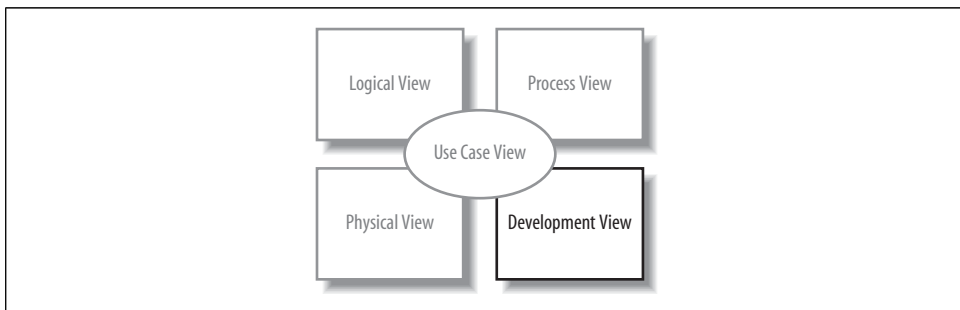 Logical View
Process View
Use Case View
Physical View
Development View